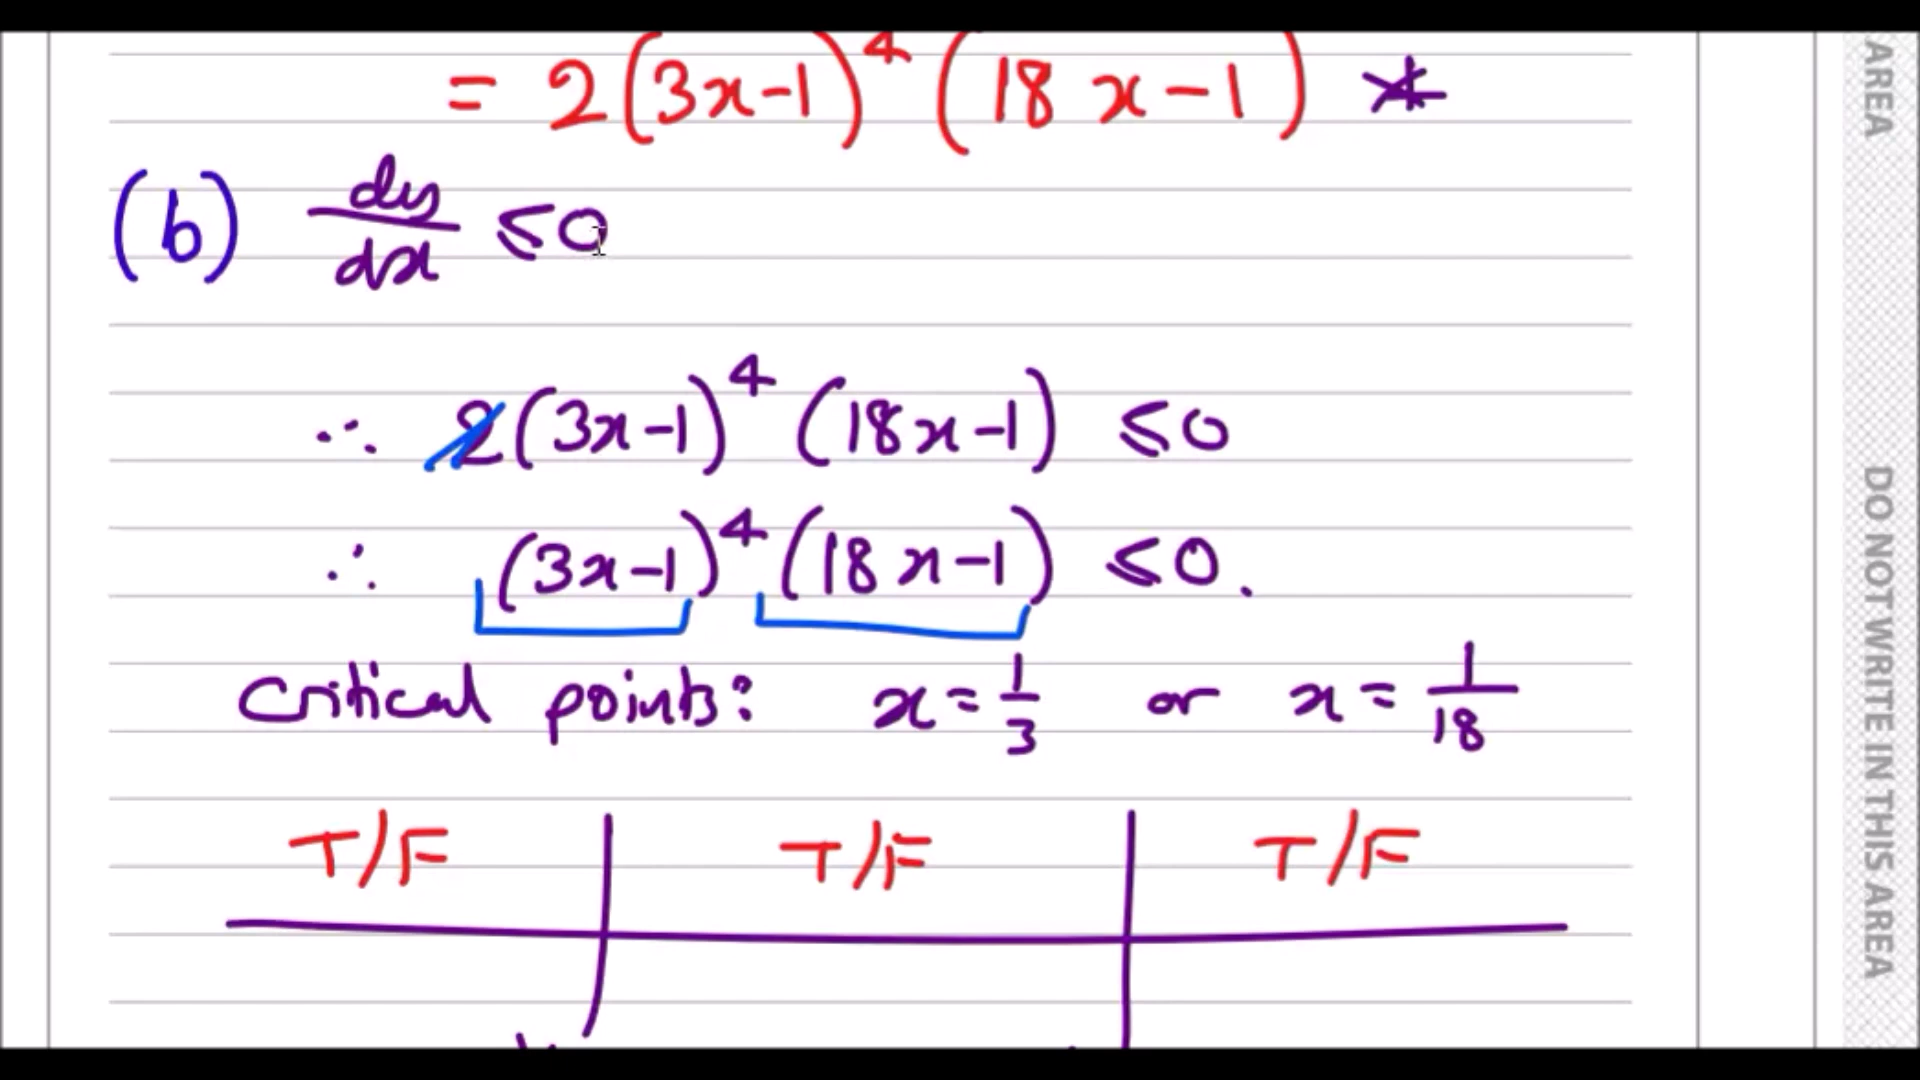 = 2(3x-1)⁴(18x-1) *
(b) dy/dx ≤0
∴ 2(3x-1)⁴(18x-1) ≤0
∴ (3x-1)⁴(18x-1) ≤0.
Critical points: x=1/3 or x=1/18
T/F T/F T/F
AREA
DO NOT WRITE IN THIS AREA